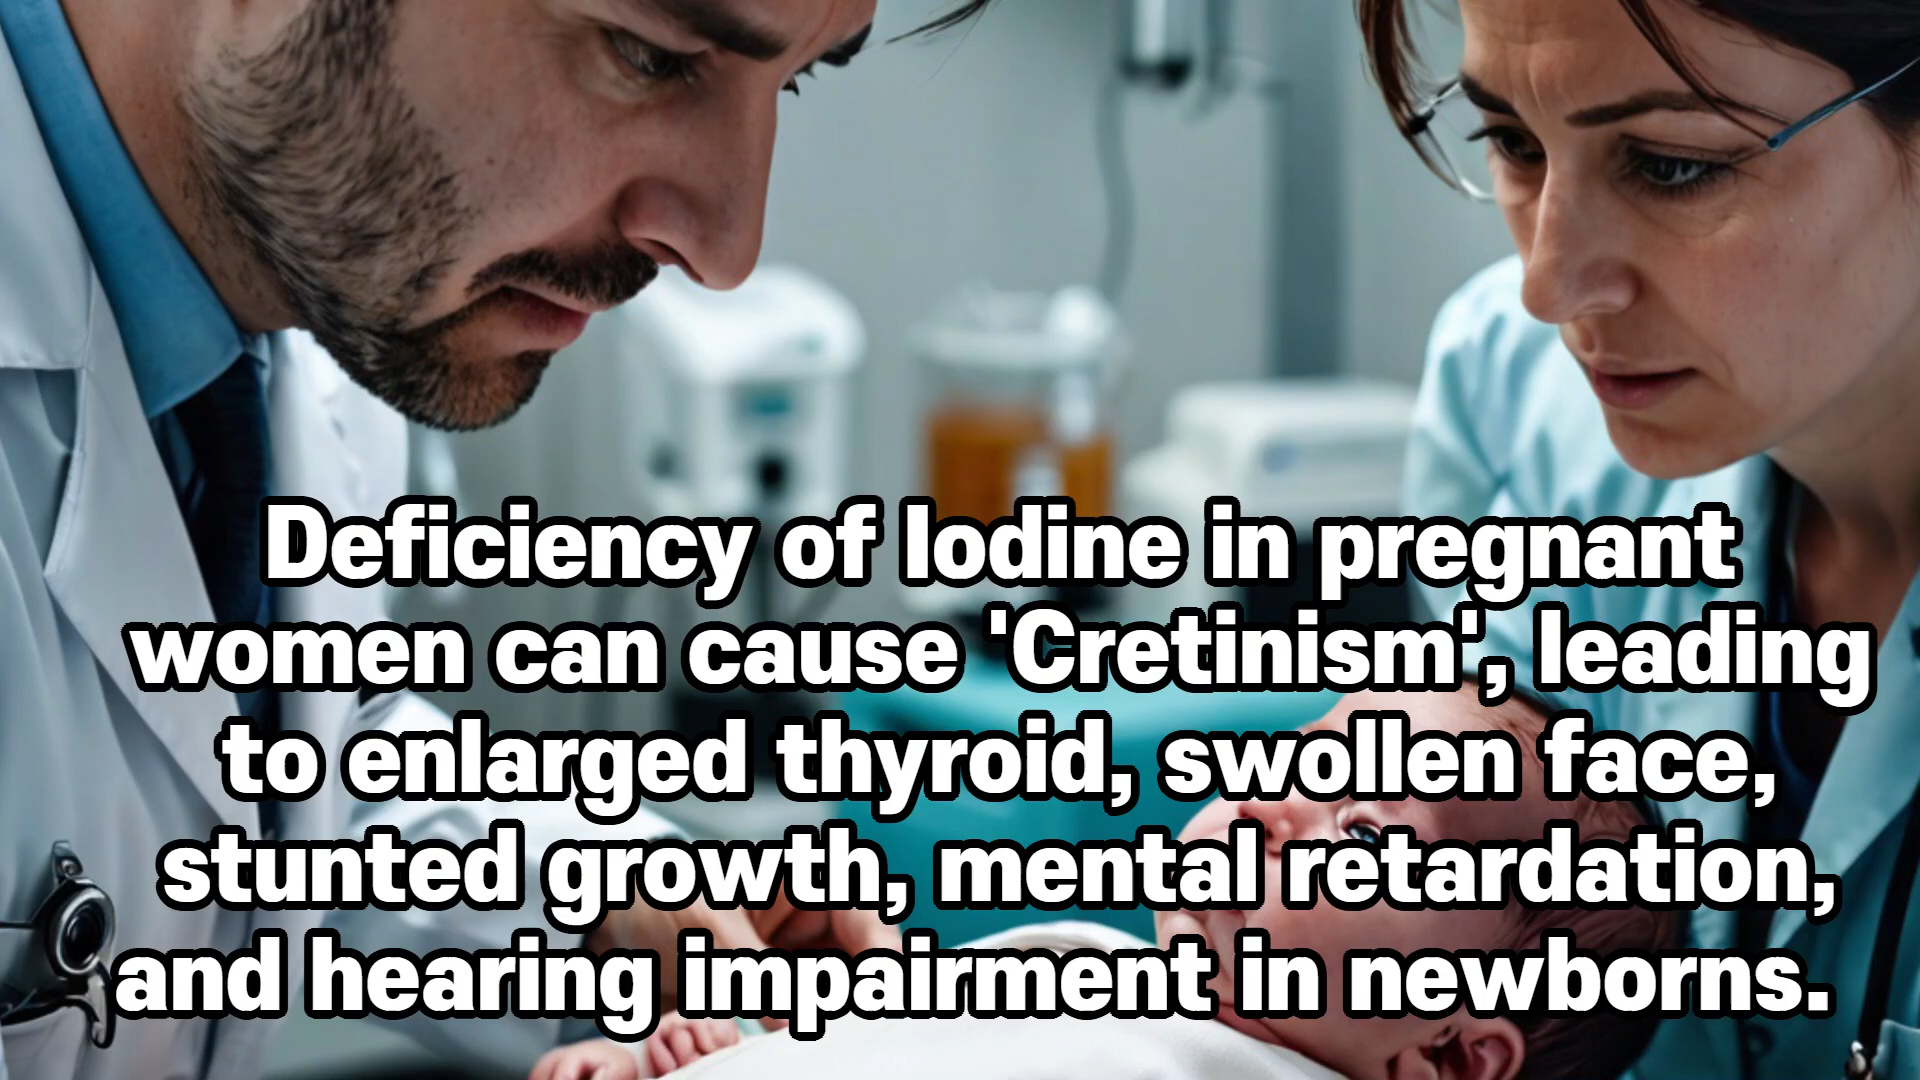 Deficiency of Iodine in pregnant
women can cause 'Cretinism', leading
to enlarged thyroid, swollen face,
stunted growth, mental retardation,
and hearing impairment in newborns.